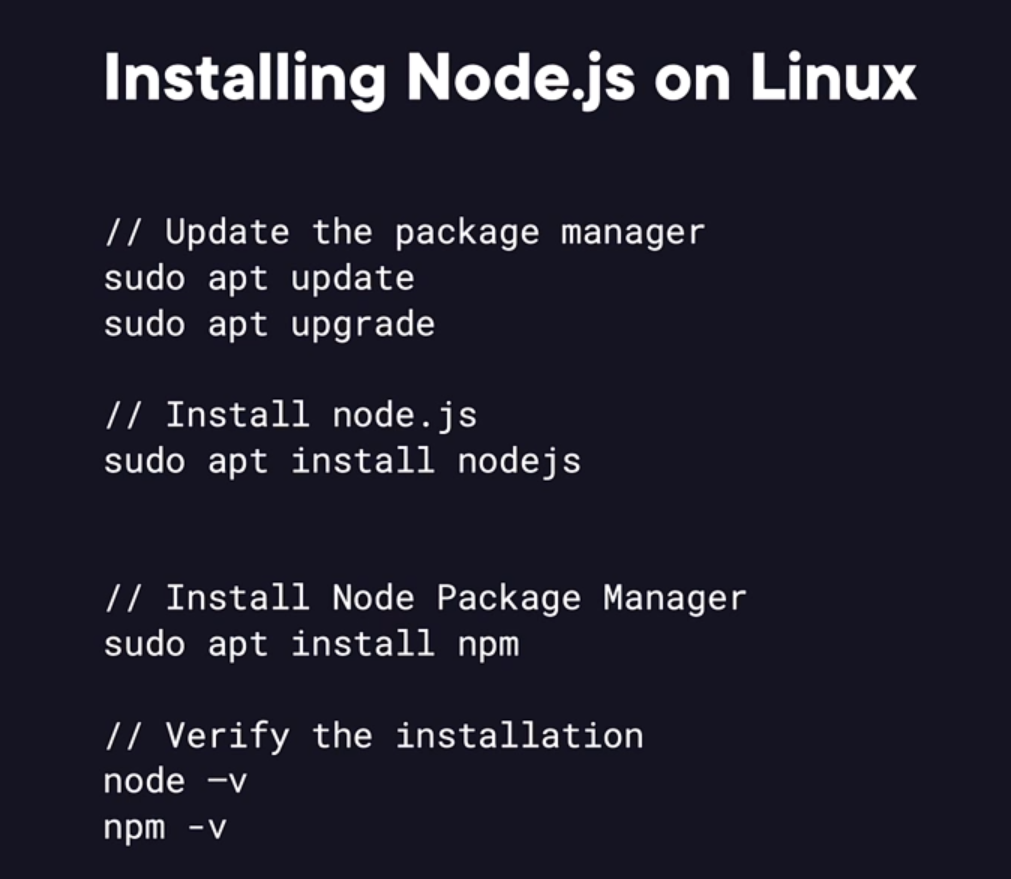 Installing Node.js on Linux
// Update the package manager
sudo apt update
sudo apt upgrade
// Install node.js
sudo apt install nodejs
// Install Node Package Manager
sudo apt install npm
// Verify the installation
node –v
npm -v